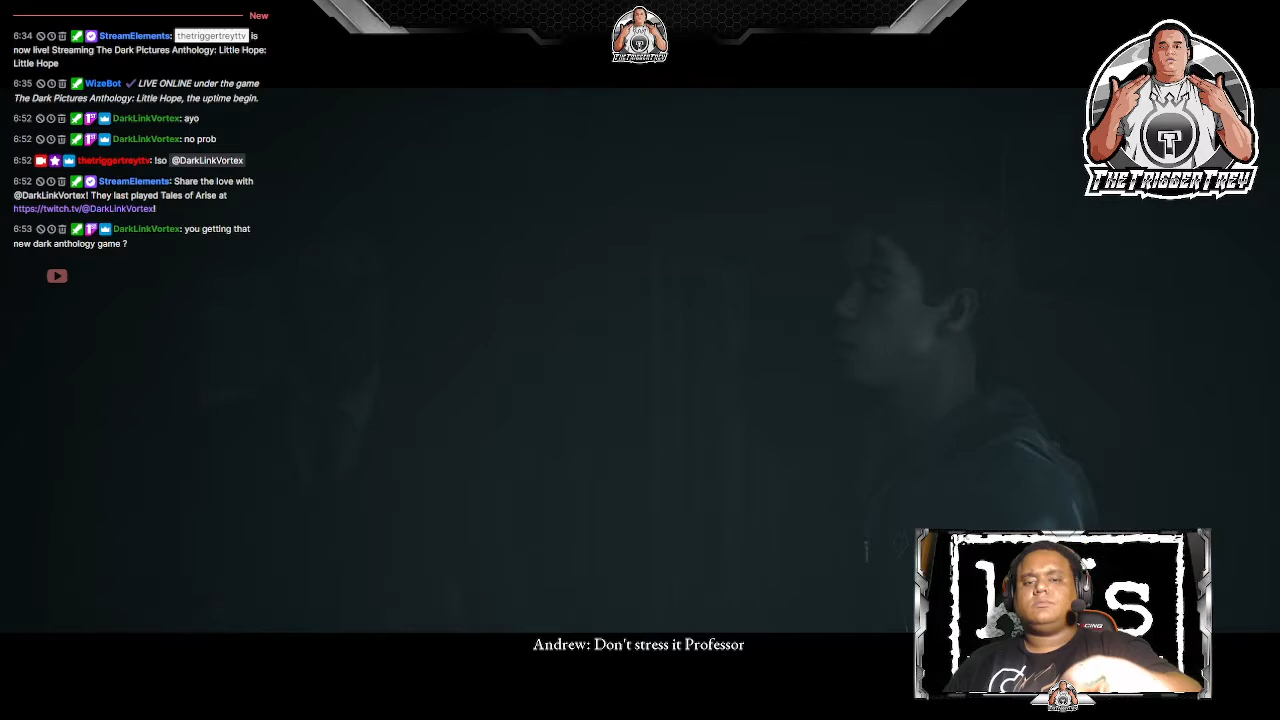 New
6:34 StreamElements: thetriggertreyttv is
now live! Streaming The Dark Pictures Anthology: Little Hope:
Little Hope
6:35 WizeBot LIVE ONLINE under the game
The Dark Pictures Anthology: Little Hope, the uptime begin.
6:52 DarkLinkVortex: ayo
6:52 DarkLinkVortex: no prob
6:52 thetriggertreyttv: !so @DarkLinkVortex
6:52 StreamElements: Share the love with
@DarkLinkVortex! They last played Tales of Arise at
https://twitch.tv/@DarkLinkVortex!
6:53 DarkLinkVortex: you getting that
new dark anthology game ?
THETRIGGERTREY
T
THETRIGGERTREY
Andrew: Don't stress it Professor